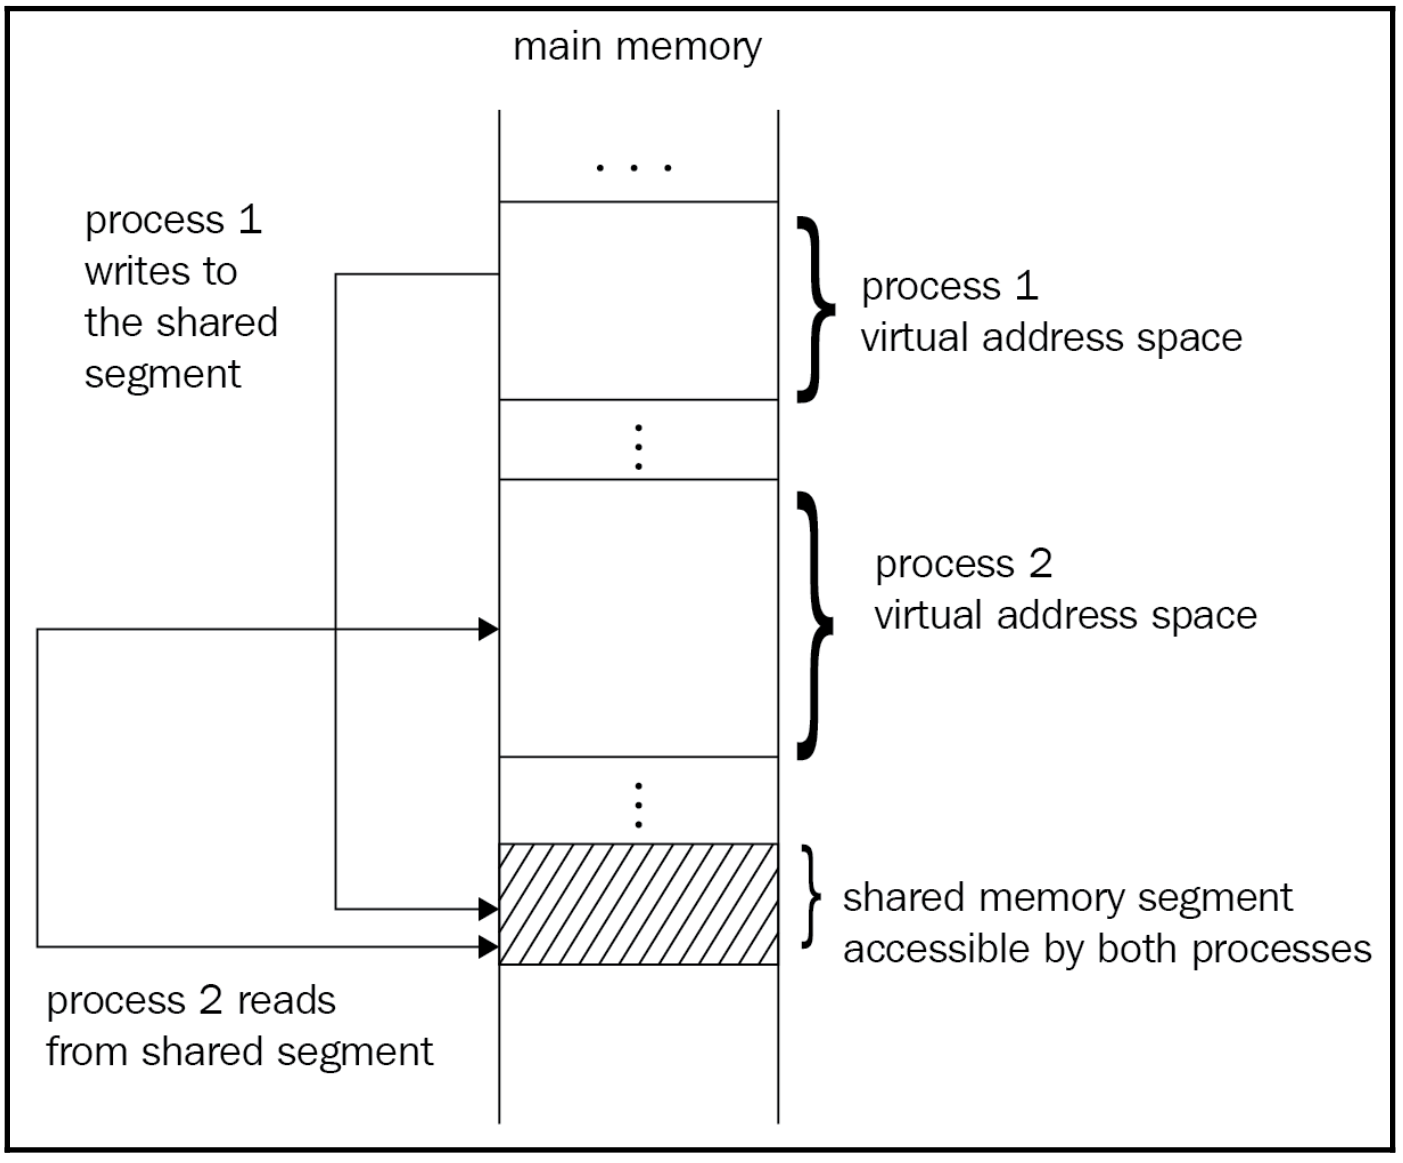 main memory
. . .
process 1
writes to
the shared
segment
process 1
virtual address space
process 2
virtual address space
shared memory segment
accessible by both processes
process 2 reads
from shared segment